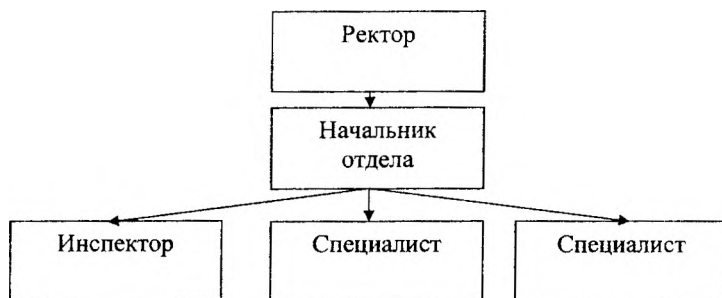 Ректор
Начальник
отдела
Инспектор
Специалист
Специалист